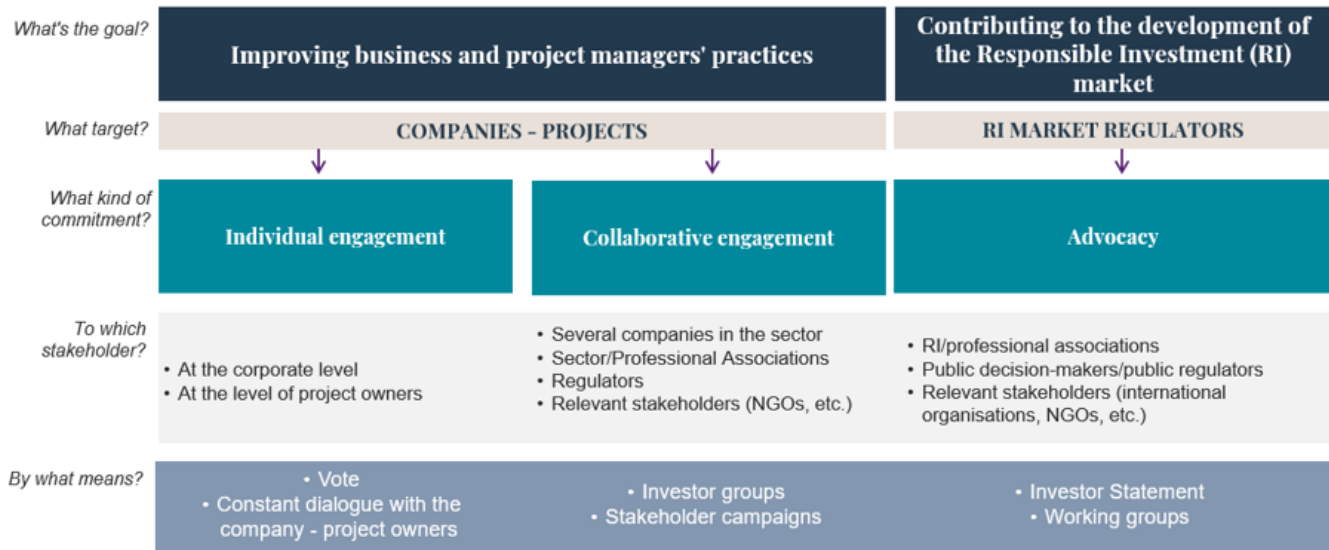 What's the goal?
Improving business and project managers' practices
Contributing to the development of
the Responsible Investment (RI)
market
What target?
COMPANIES - PROJECTS
RI MARKET REGULATORS
What kind of
commitment?
Individual engagement
Collaborative engagement
Advocacy
To which
stakeholder?
• At the corporate level
• At the level of project owners
• Several companies in the sector
• Sector/Professional Associations
• Regulators
• Relevant stakeholders (NGOs, etc.)
• RI/professional associations
• Public decision-makers/public regulators
• Relevant stakeholders (international
organisations, NGOs, etc.)
By what means?
• Vote
• Constant dialogue with the
company - project owners
• Investor groups
• Stakeholder campaigns
• Investor Statement
• Working groups